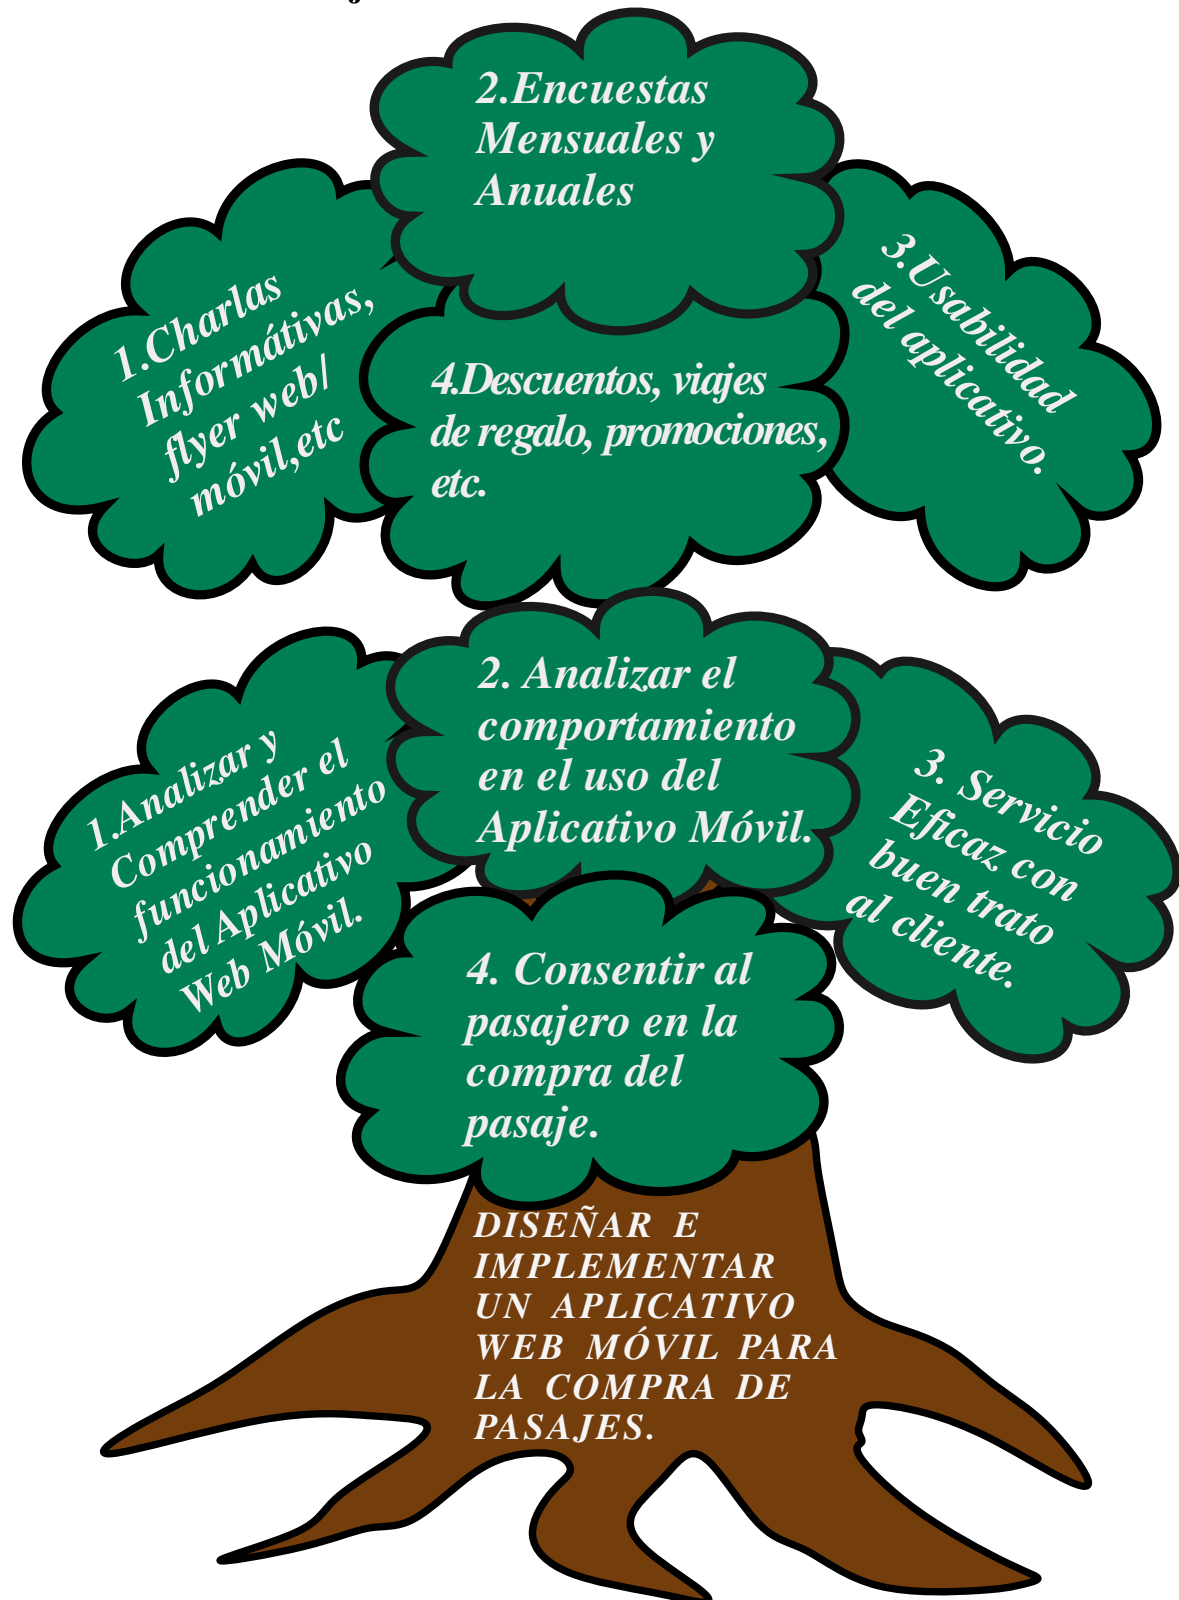 2.Encuestas
Mensuales y
Anuales
1.Charlas
Informátivas,
flyer web/
móvil,etc
3.Usabilidad
del aplicativo.
4.Descuentos, viajes
de regalo, promociones,
etc.
2. Analizar el
comportamiento
en el uso del
Aplicativo Móvil.
1.Analizar y
Comprender el
funcionamiento
del Aplicativo
Web Móvil.
3. Servicio
Eficaz con
buen trato
al cliente.
4. Consentir al
pasajero en la
compra del
pasaje.
DISEÑAR E
IMPLEMENTAR
UN APLICATIVO
WEB MÓVIL PARA
LA COMPRA DE
PASAJES.